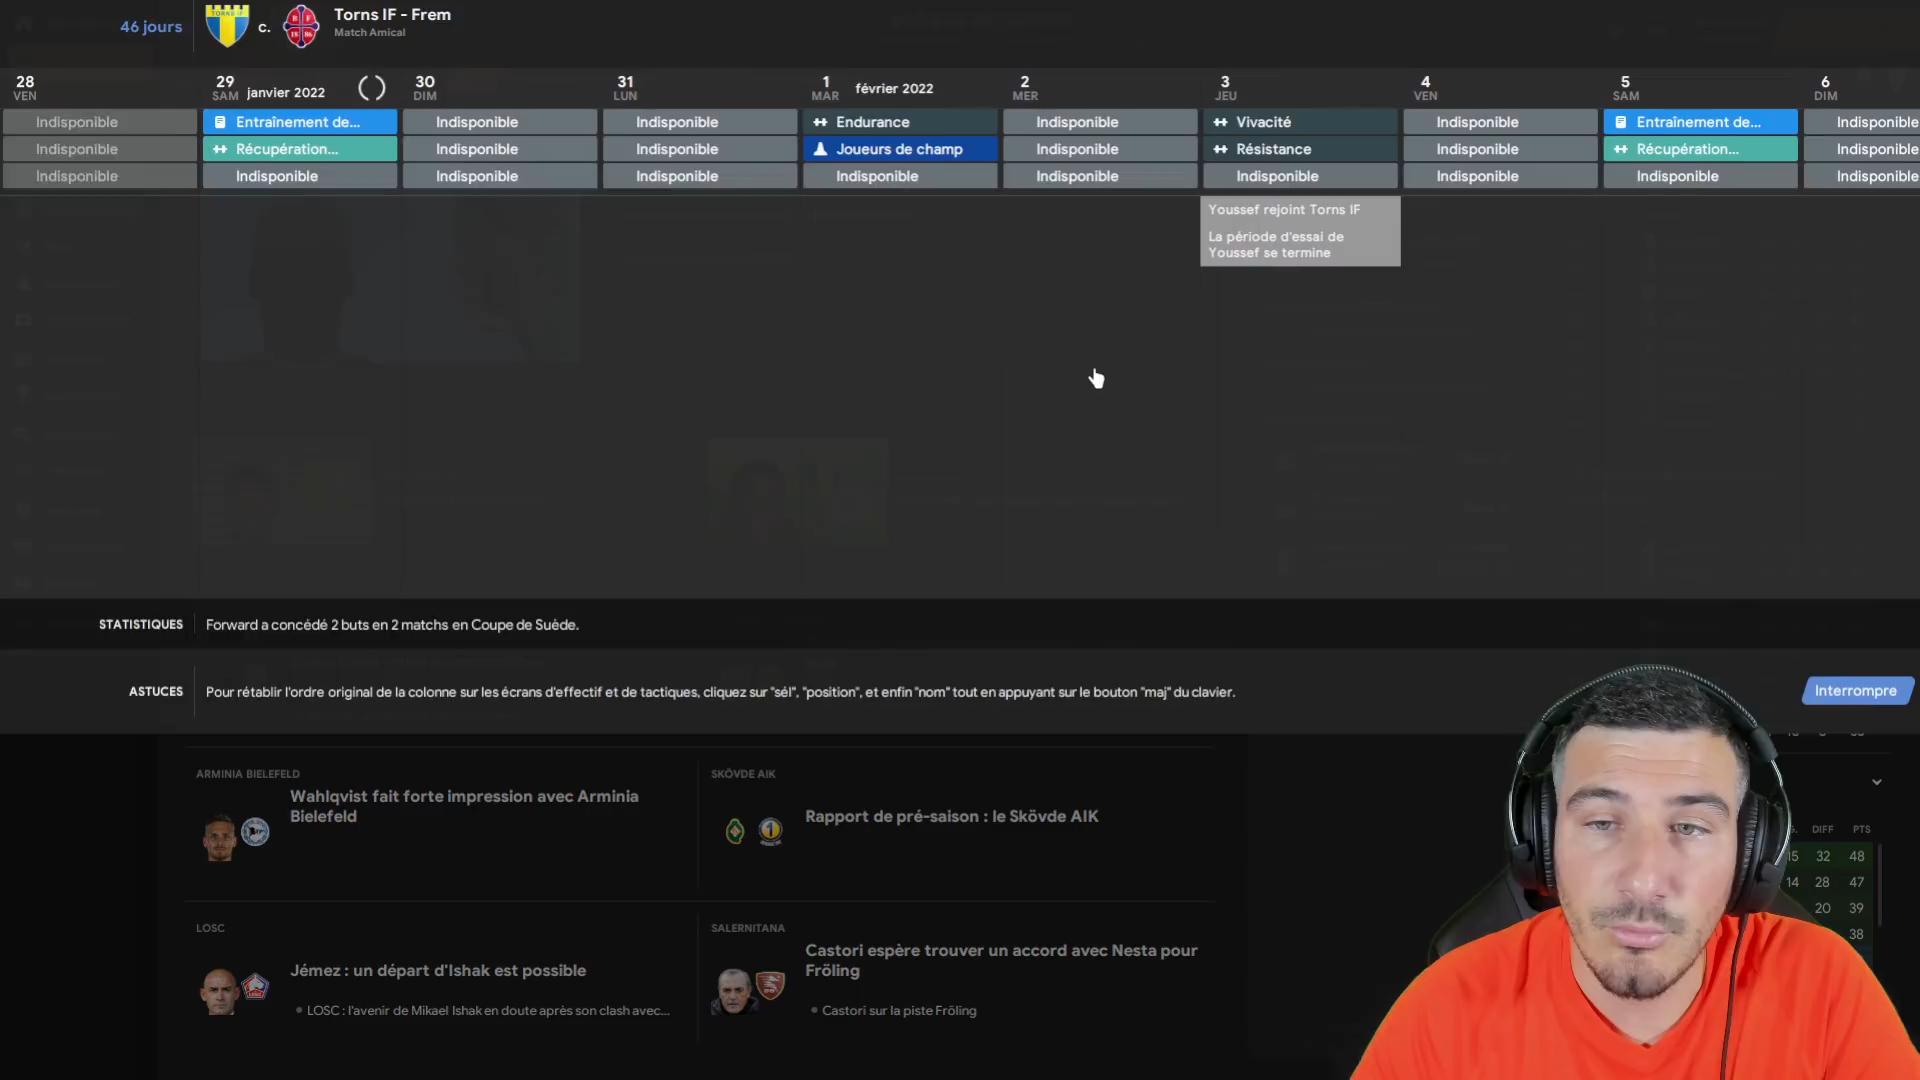 46 jours
c.
Torns IF - Frem
Match Amical
28
VEN
29
SAM janvier 2022
30
DIM
31
LUN
1
MAR février 2022
2
MER
3
JEU
4
VEN
5
SAM
6
DIM
Indisponible Entraînement de... Indisponible Indisponible Endurance Indisponible Vivacité Indisponible Entraînement de... Indisponible
Indisponible Récupération... Indisponible Indisponible Joueurs de champ Indisponible Résistance Indisponible Récupération... Indisponible
Indisponible Indisponible Indisponible Indisponible Indisponible Indisponible Indisponible Indisponible Indisponible Indisponible
Youssef rejoint Torns IF
La période d'essai de
Youssef se termine
STATISTIQUES Forward a concédé 2 buts en 2 matchs en Coupe de Suède.
ASTUCES Pour rétablir l'ordre original de la colonne sur les écrans d'effectif et de tactiques, cliquez sur "sél", "position", et enfin "nom" tout en appuyant sur le bouton "maj" du clavier.
Interrompre
ARMINIA BIELEFELD
Wahlqvist fait forte impression avec Arminia
Bielefeld
SKÖVDE AIK
Rapport de pré-saison : le Skövde AIK
LOSC
Jémez : un départ d'Ishak est possible
LOSC : l'avenir de Mikael Ishak en doute après son clash avec...
SALERNITANA
Castori espère trouver un accord avec Nesta pour
Fröling
Castori sur la piste Fröling
DIFF PTS
15 32 48
14 28 47
20 39
38